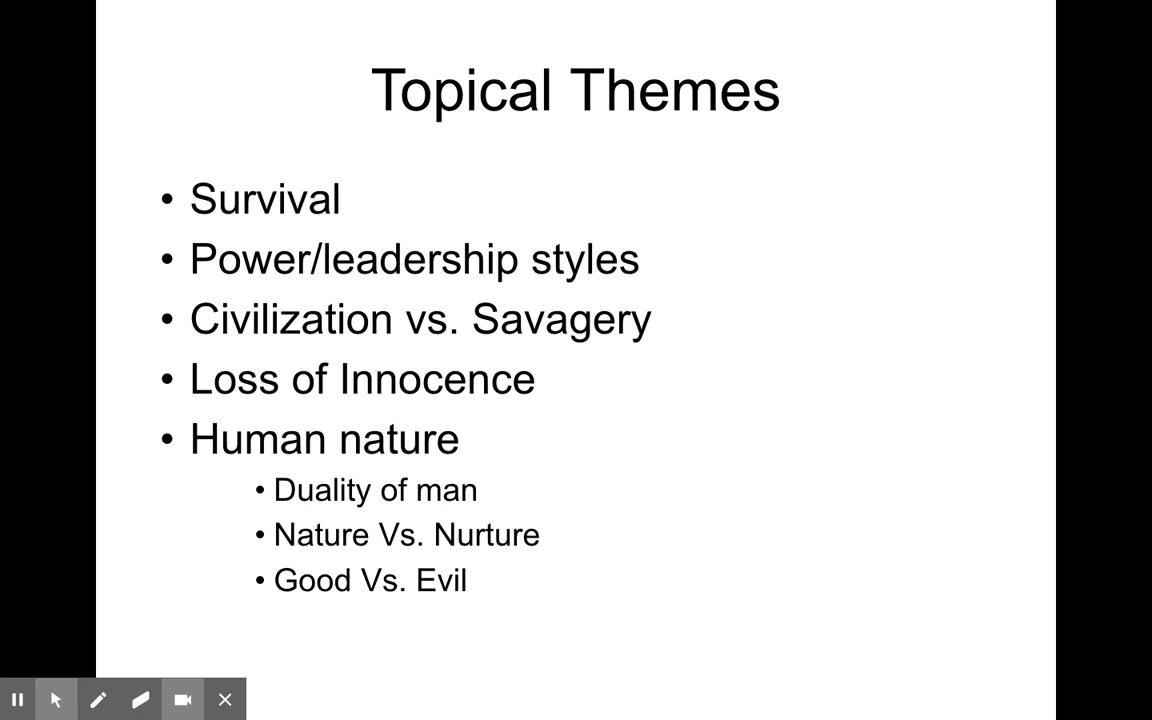 Topical Themes
• Survival
• Power/leadership styles
• Civilization vs. Savagery
• Loss of Innocence
• Human nature
• Duality of man
• Nature Vs. Nurture
• Good Vs. Evil